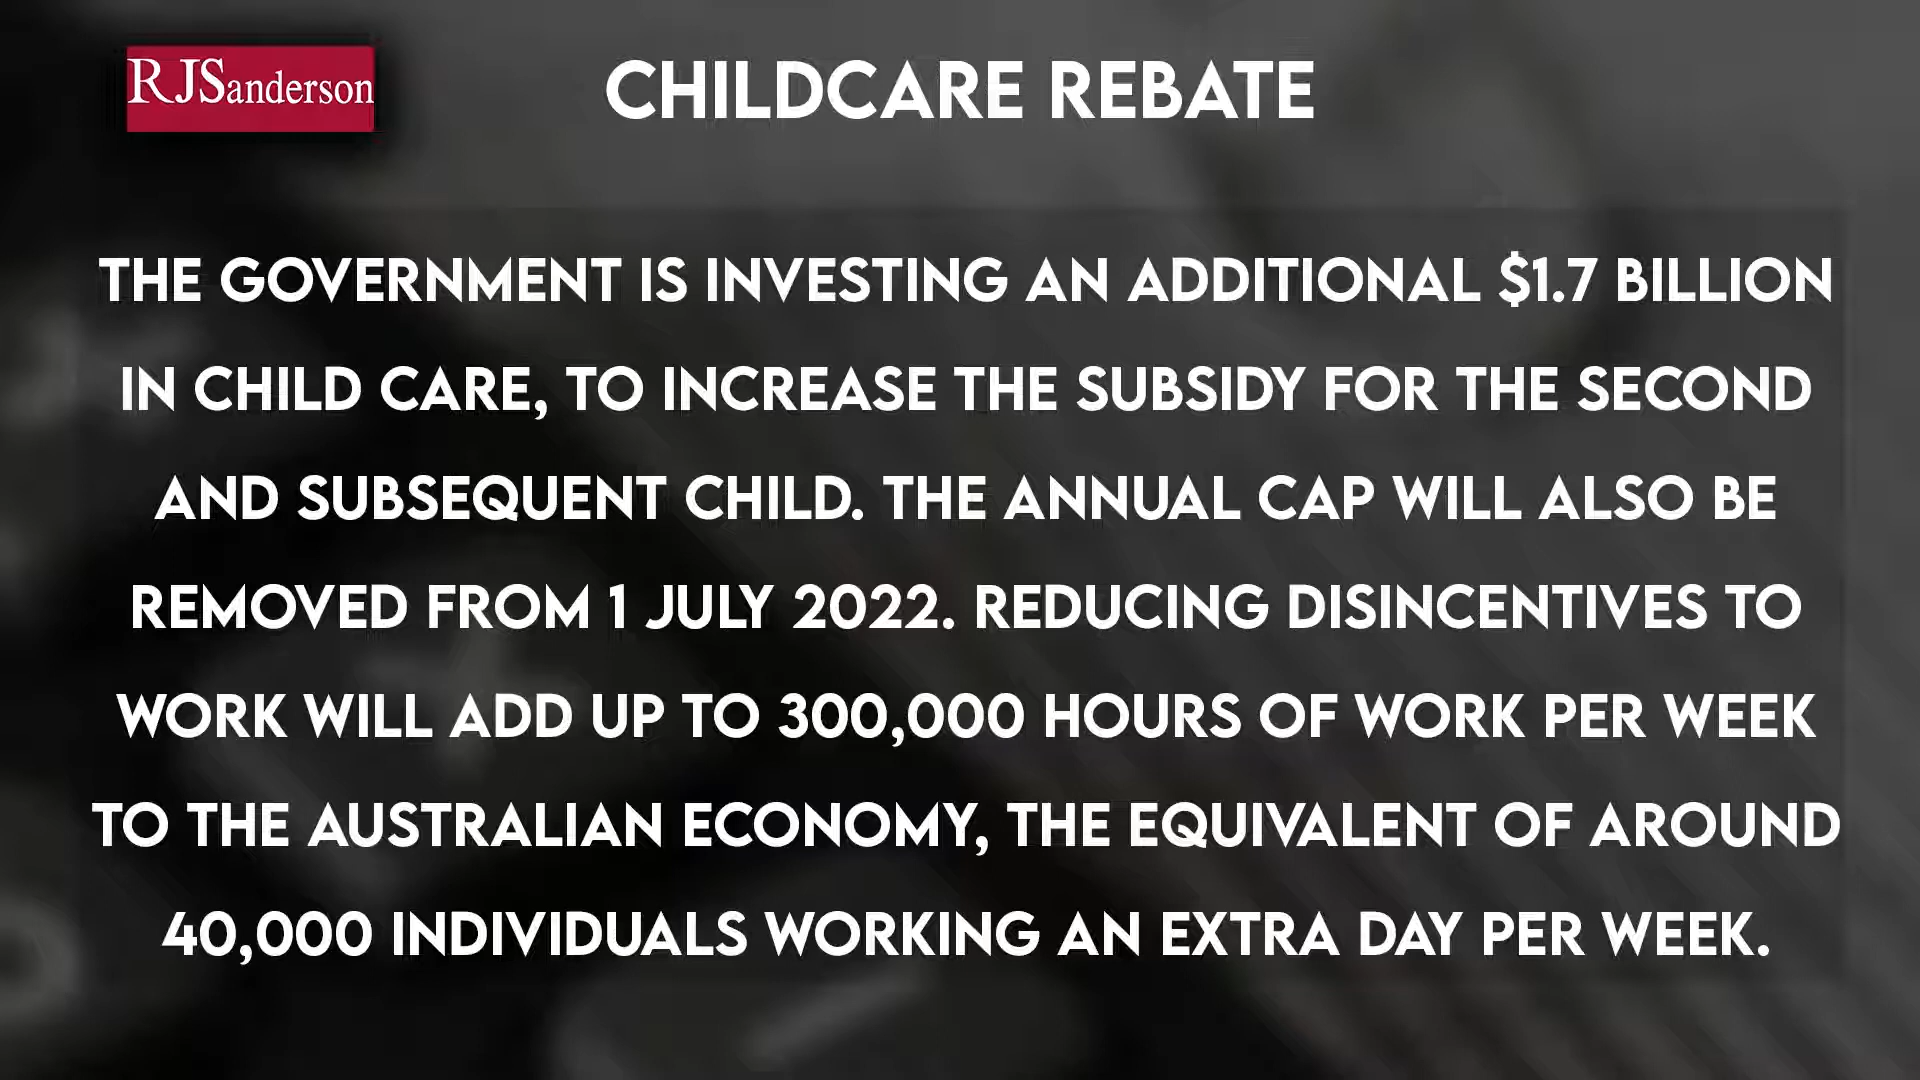 RJSanderson
CHILDCARE REBATE
THE GOVERNMENT IS INVESTING AN ADDITIONAL $1.7 BILLION
IN CHILD CARE, TO INCREASE THE SUBSIDY FOR THE SECOND
AND SUBSEQUENT CHILD. THE ANNUAL CAP WILL ALSO BE
REMOVED FROM 1 JULY 2022. REDUCING DISINCENTIVES TO
WORK WILL ADD UP TO 300,000 HOURS OF WORK PER WEEK
TO THE AUSTRALIAN ECONOMY, THE EQUIVALENT OF AROUND
40,000 INDIVIDUALS WORKING AN EXTRA DAY PER WEEK.